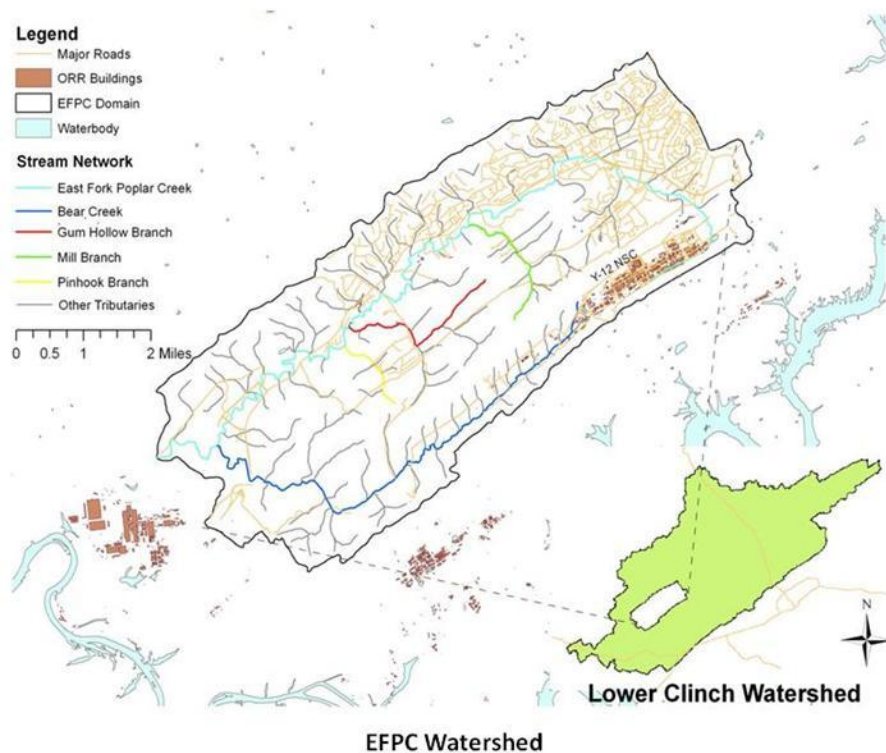 Legend
Major Roads
ORR Buildings
EFPC Domain
Waterbody
Stream Network
East Fork Poplar Creek
Bear Creek
Gum Hollow Branch
Mill Branch
Pinhook Branch
Other Tributaries
0 0.5 1 2 Miles
Y-12 NSC
N
Lower Clinch Watershed
EFPC Watershed